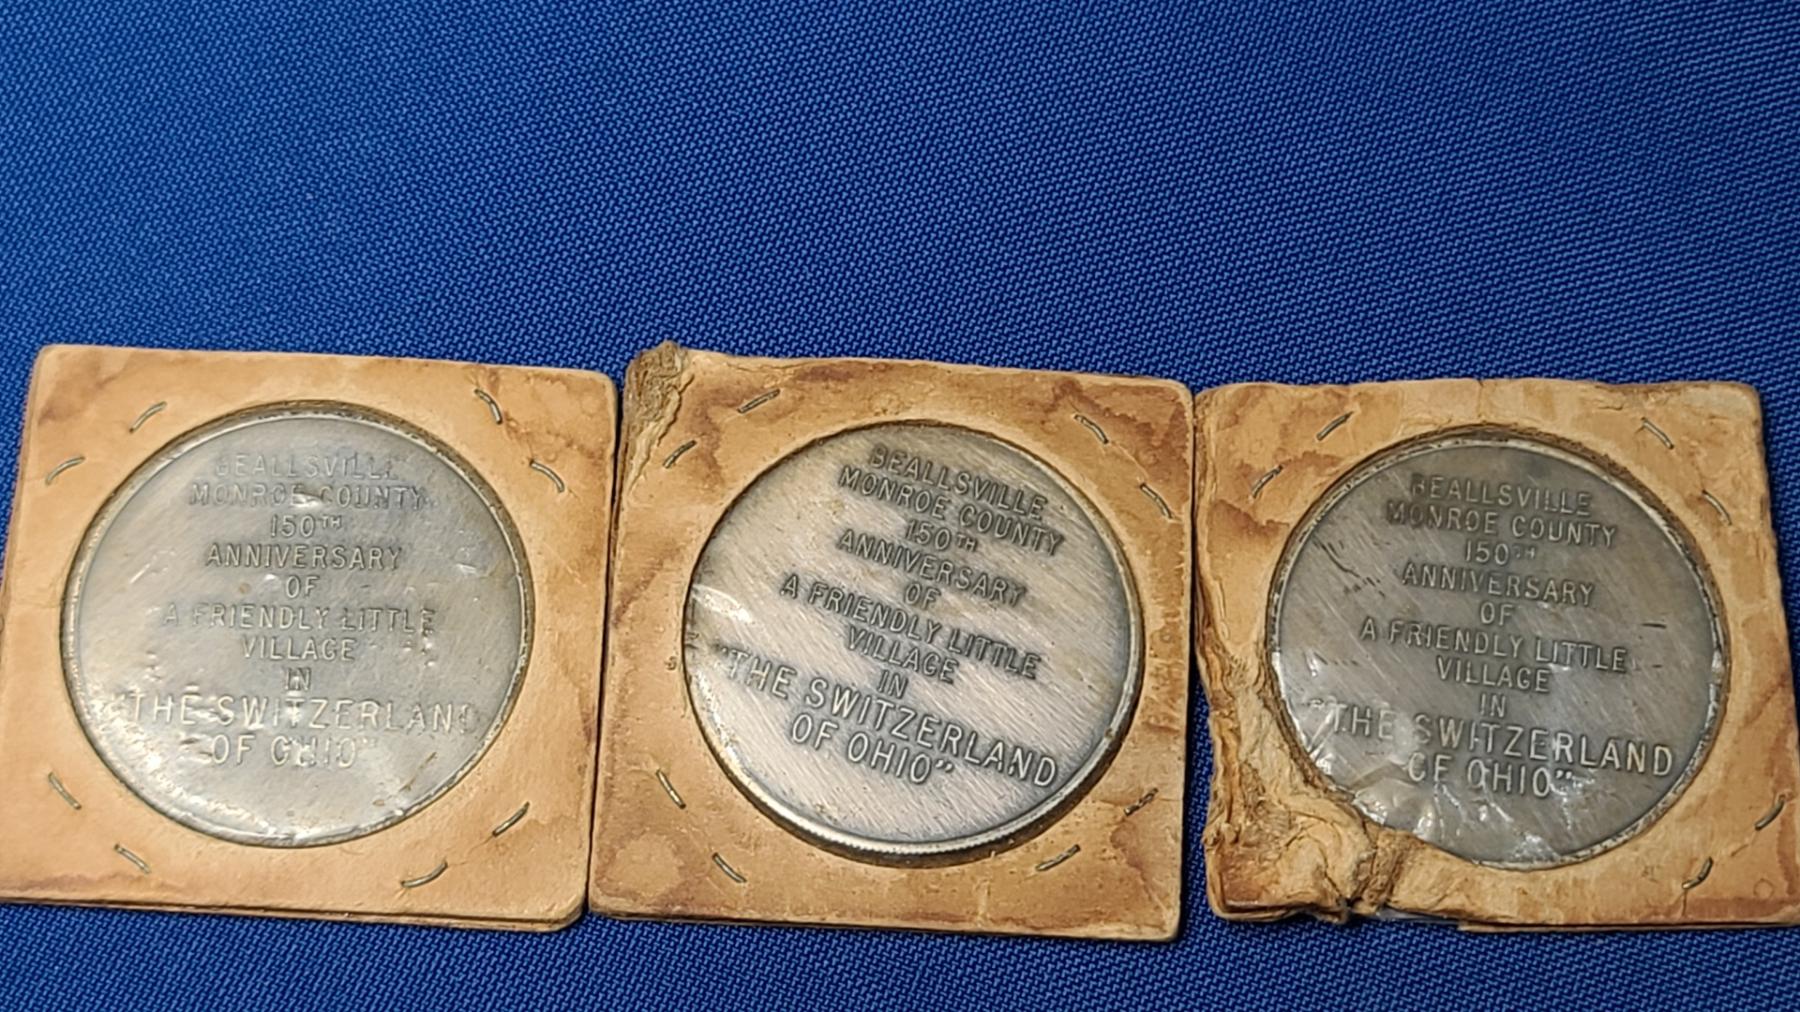 BEALLSVILLE
MONROE COUNTY
150TH
ANNIVERSARY
OF
A FRIENDLY LITTLE
VILLAGE
IN
"THE SWITZERLAND
OF OHIO"
BEALLSVILLE
MONROE COUNTY
150TH
ANNIVERSARY
OF
A FRIENDLY LITTLE
VILLAGE
IN
"THE SWITZERLAND
OF OHIO"
BEALLSVILLE
MONROE COUNTY
150TH
ANNIVERSARY
OF
A FRIENDLY LITTLE
VILLAGE
IN
"THE SWITZERLAND
OF OHIO"